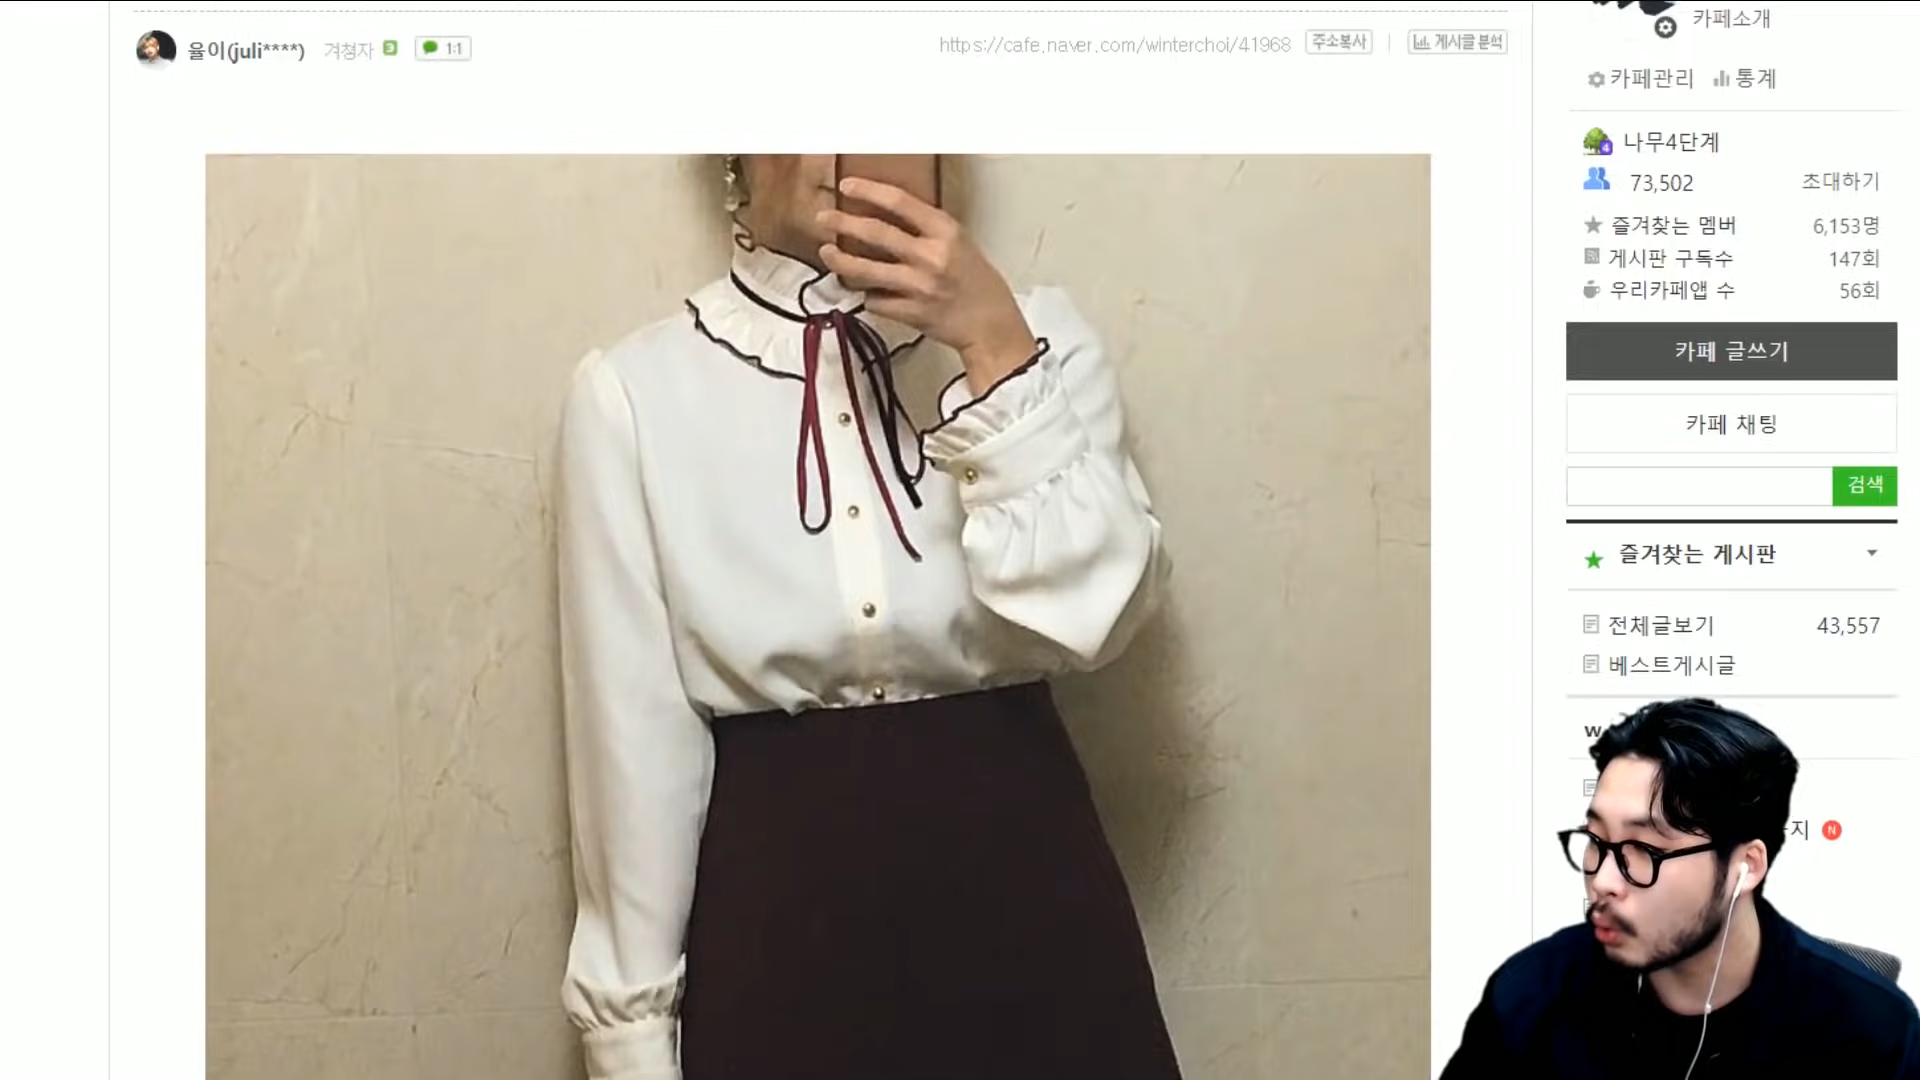 율이(juli****) 겨쳥자 3 1:1
https://cafe.naver.com/winterchoi/41968 주소복사 게시글 분석
카페소개
카페관리 통계
4 나무4단계
73,502 초대하기
즐겨찾는 멤버 6,153명
게시판 구독수 147회
우리카페앱 수 56회
카페 글쓰기
카페 채팅
검색
즐겨찾는 게시판
전체글보기 43,557
베스트게시글
w
지 N